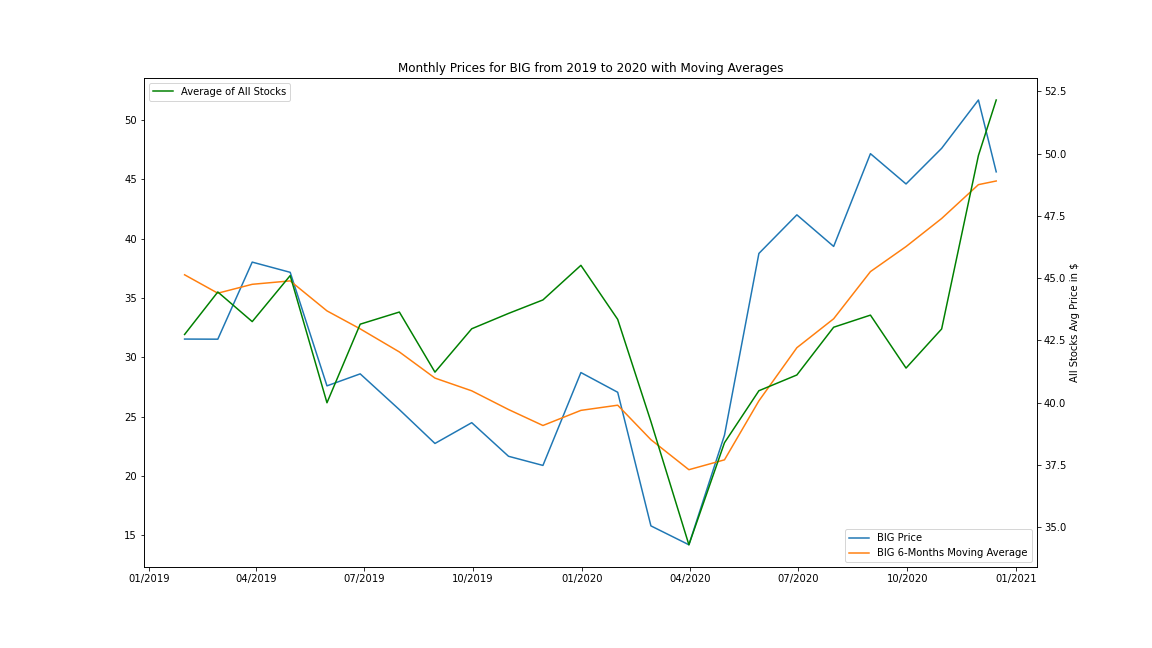 Monthly Prices for BIG from 2019 to 2020 with Moving Averages
Average of All Stocks
50
45
40
35
30
25
20
15
52.5
50.0
47.5
45.0
42.5
40.0
37.5
35.0
All Stocks Avg Price in $
BIG Price
BIG 6-Months Moving Average
01/2019 04/2019 07/2019 10/2019 01/2020 04/2020 07/2020 10/2020 01/2021